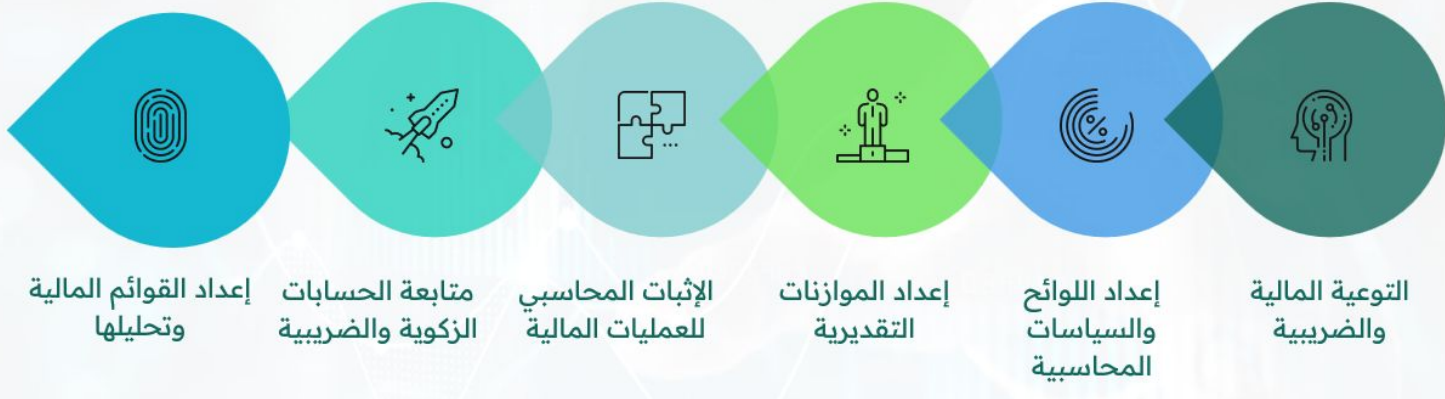 التوعية المالية
والضريبية
إعداد اللوائح
والسياسات
المحاسبية
إعداد الموازنات
التقديرية
الإثبات المحاسبي
للعمليات المالية
متابعة الحسابات
الزكوية والضريبية
إعداد القوائم المالية
وتحليلها